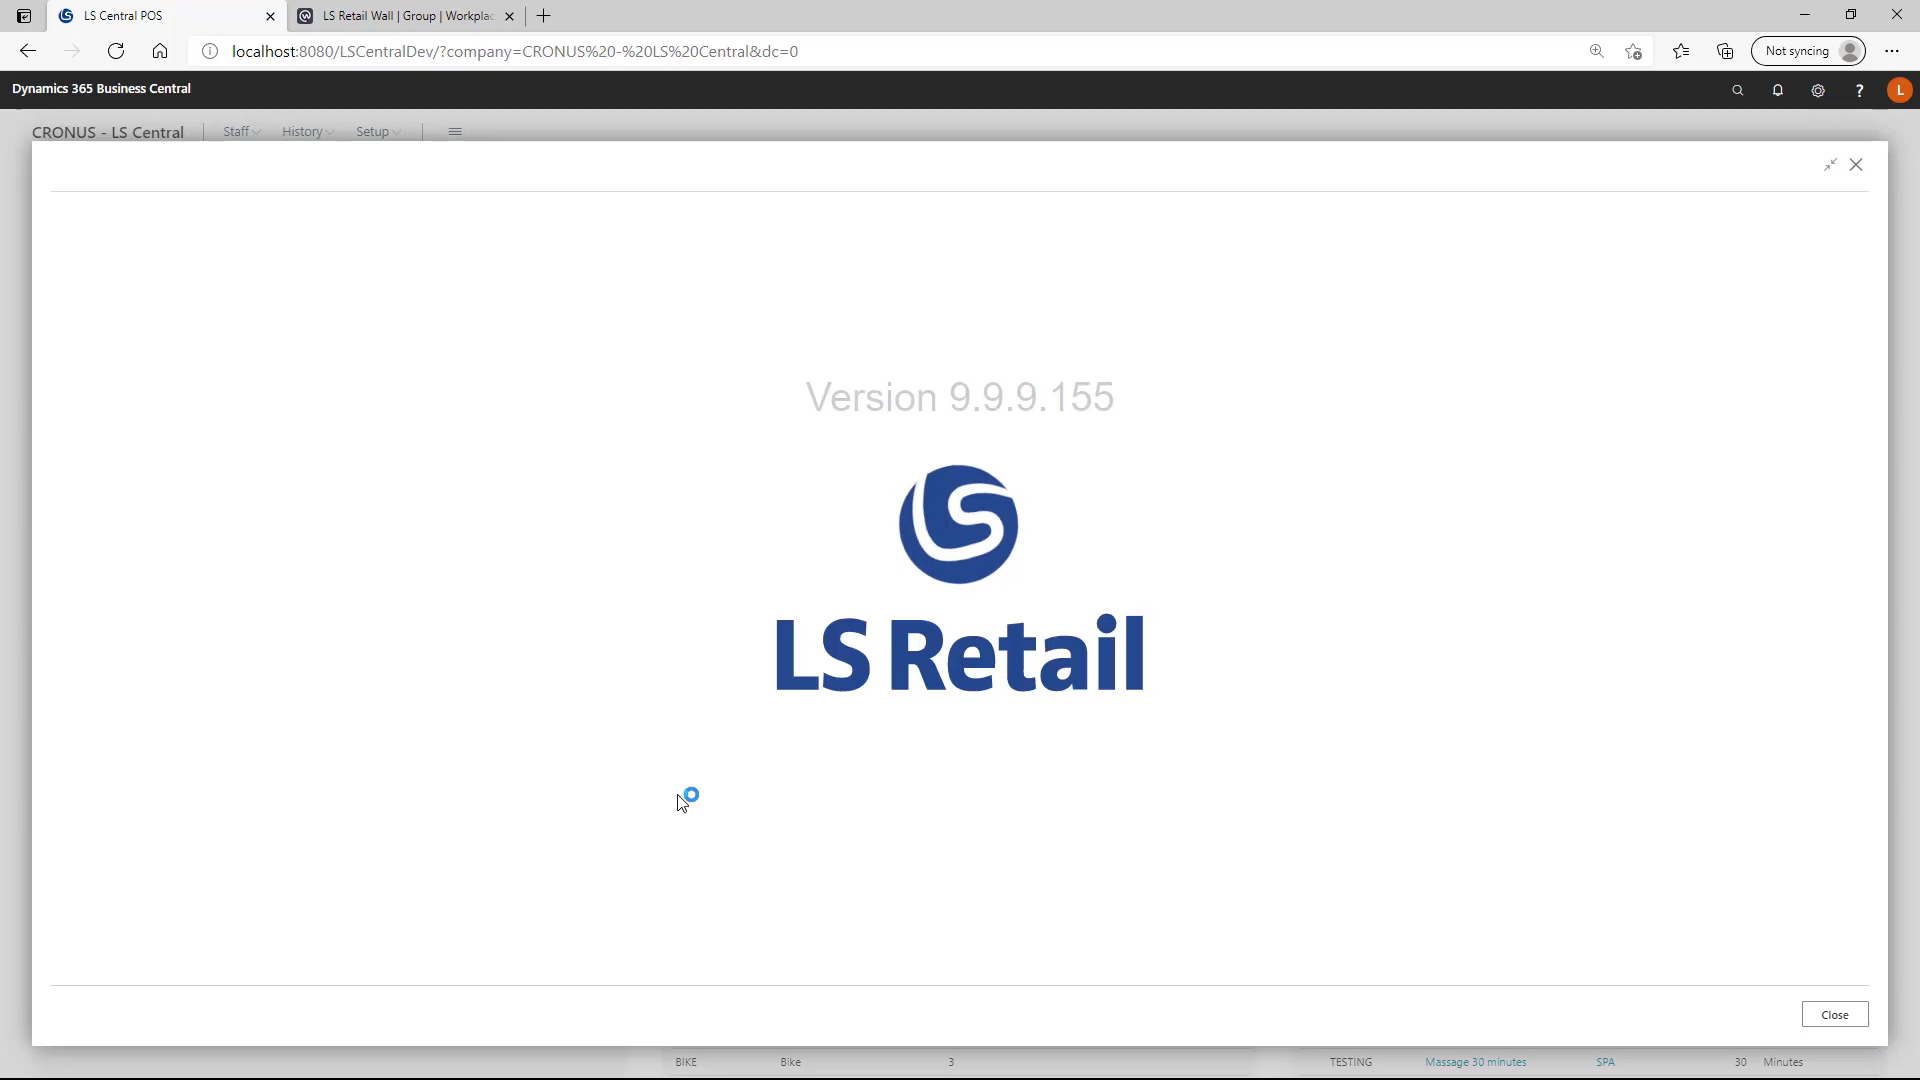 LS Central POS
LS Retail Wall | Group | Workplac
localhost:8080/LSCentralDev/?company=CRONUS%20-%20LS%20Central&dc=0
Not syncing
Dynamics 365 Business Central
?
L
CRONUS - LS Central
Staff
History
Setup
Version 9.9.9.155
LS
LS Retail
Close
BIKE
Bike
3
TESTING
Massage 30 minutes
SPA
30
Minutes